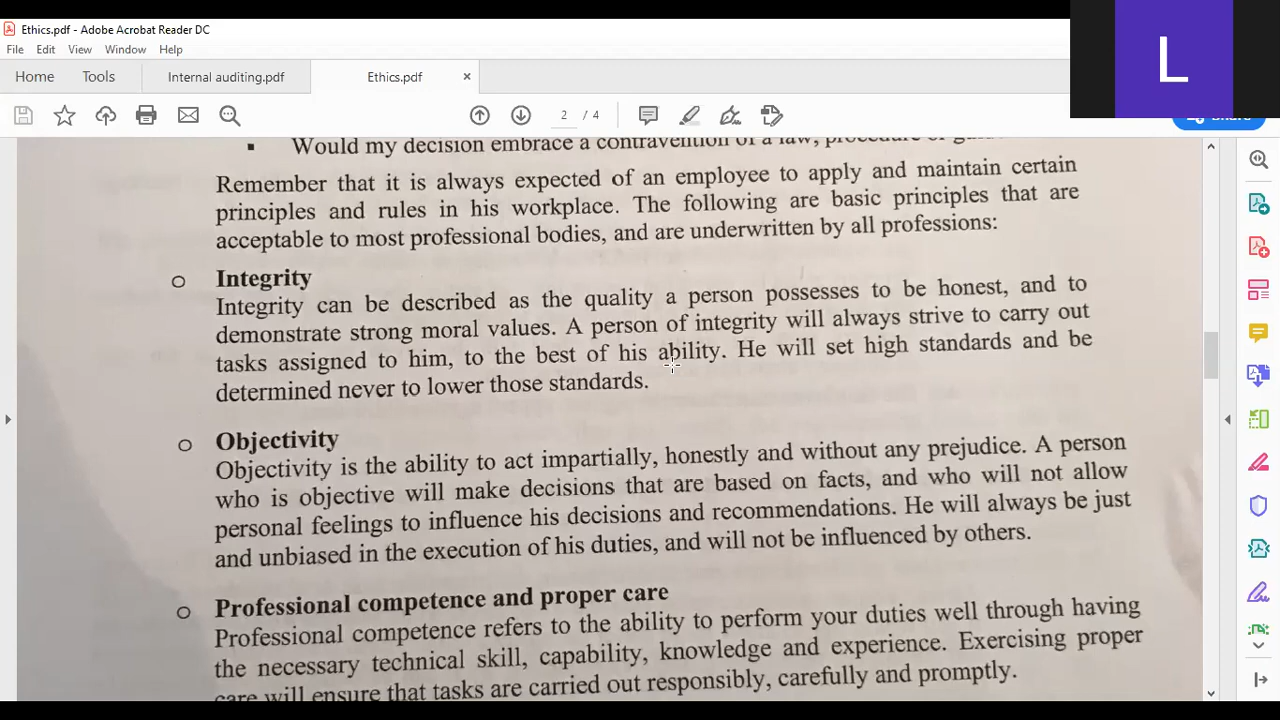 Ethics.pdf - Adobe Acrobat Reader DC
File Edit View Window Help
Home Tools Internal auditing.pdf Ethics.pdf ×
2 / 4
L
▪ Would my decision embrace a contravention of a law, procedure or
Remember that it is always expected of an employee to apply and maintain certain
principles and rules in his workplace. The following are basic principles that are
acceptable to most professional bodies, and are underwritten by all professions:
o Integrity
Integrity can be described as the quality a person possesses to be honest, and to
demonstrate strong moral values. A person of integrity will always strive to carry out
tasks assigned to him, to the best of his ability. He will set high standards and be
determined never to lower those standards.
o Objectivity
Objectivity is the ability to act impartially, honestly and without any prejudice. A person
who is objective will make decisions that are based on facts, and who will not allow
personal feelings to influence his decisions and recommendations. He will always be just
and unbiased in the execution of his duties, and will not be influenced by others.
o Professional competence and proper care
Professional competence refers to the ability to perform your duties well through having
the necessary technical skill, capability, knowledge and experience. Exercising proper
care will ensure that tasks are carried out responsibly, carefully and promptly.